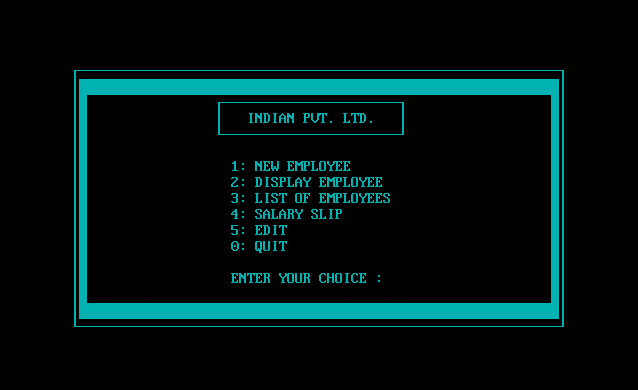 INDIAN PVT. LTD.
1: NEW EMPLOYEE
2: DISPLAY EMPLOYEE
3: LIST OF EMPLOYEES
4: SALARY SLIP
5: EDIT
0: QUIT
ENTER YOUR CHOICE :